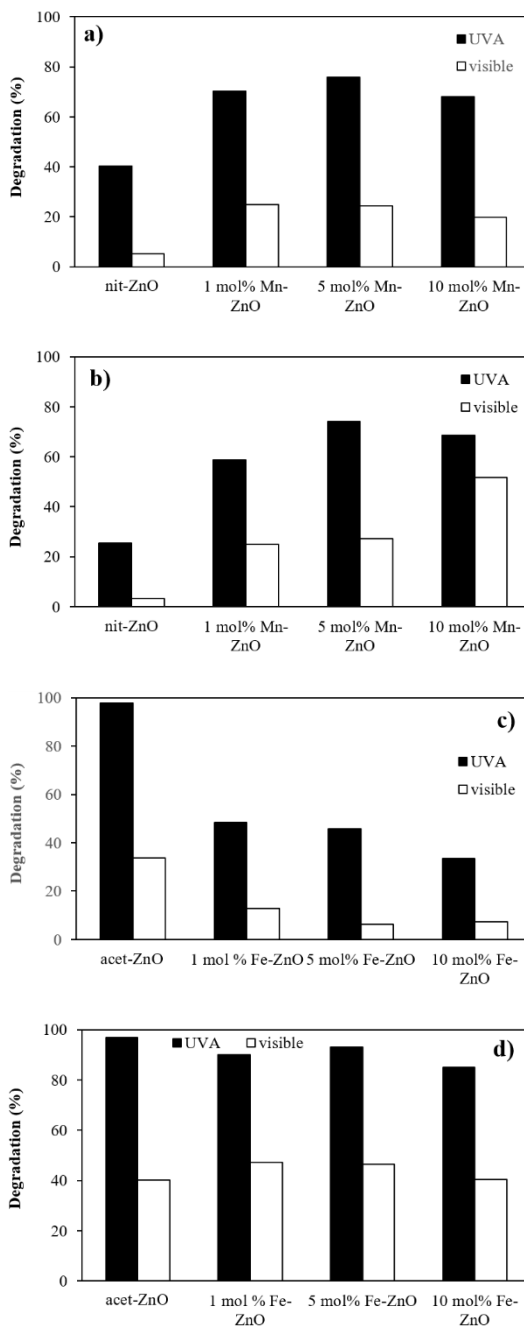 a)
UVA
visible
Degradation (%)
100
80
60
40
20
0
nit-ZnO
1 mol% Mn-
ZnO
5 mol% Mn-
ZnO
10 mol% Mn-
ZnO
b)
UVA
visible
Degradation (%)
100
80
60
40
20
0
nit-ZnO
1 mol% Mn-
ZnO
5 mol% Mn-
ZnO
10 mol% Mn-
ZnO
c)
UVA
visible
Degradation (%)
100
80
60
40
20
0
acet-ZnO
1 mol % Fe-ZnO
5 mol% Fe-ZnO
10 mol% Fe-
ZnO
d)
UVA
visible
Degradation (%)
100
80
60
40
20
0
acet-ZnO
1 mol % Fe-
ZnO
5 mol% Fe-ZnO
10 mol% Fe-
ZnO